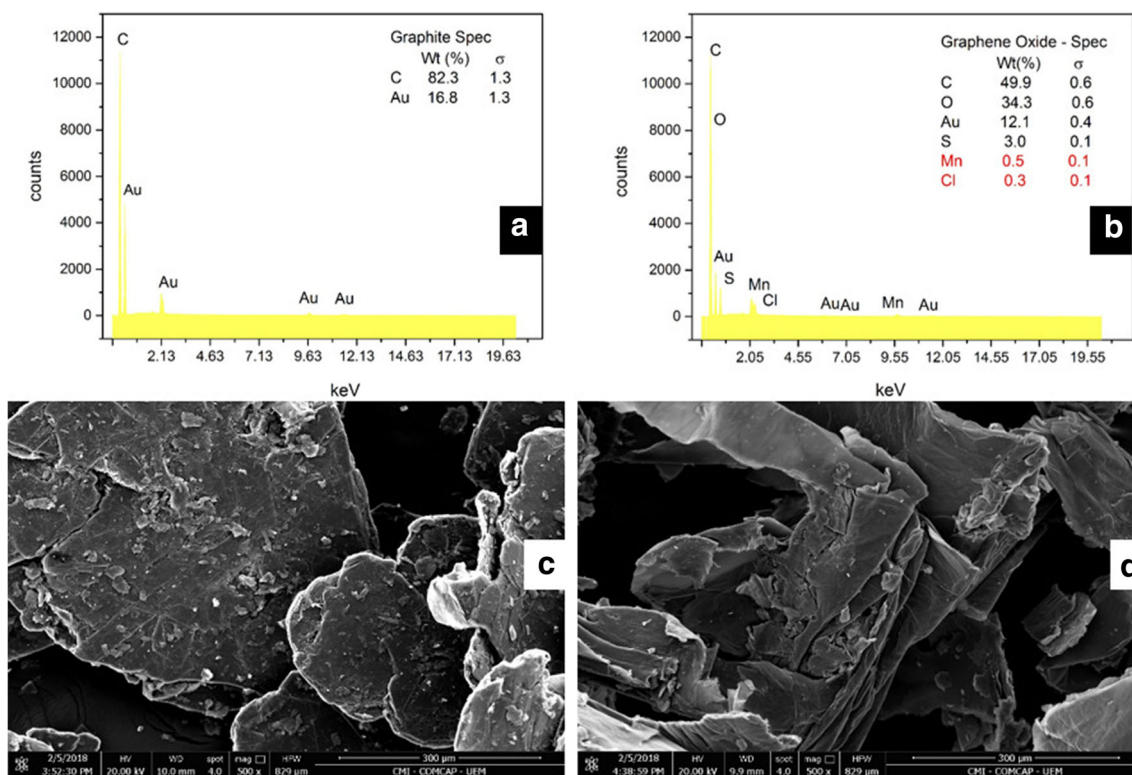 Graphite Spec
Wt (%) σ
C 82.3 1.3
Au 16.8 1.3
12000
10000
8000
6000
4000
2000
0
counts
C
Au
Au
Au
Au
2.13 4.63 7.13 9.63 12.13 14.63 17.13 19.63
keV
a
Graphene Oxide - Spec
Wt(%) σ
C 49.9 0.6
O 34.3 0.6
Au 12.1 0.4
S 3.0 0.1
Mn 0.5 0.1
Cl 0.3 0.1
12000
10000
8000
6000
4000
2000
0
counts
C
O
Au
S
Mn
Cl
Au Au
Mn
Au
2.05 4.55 7.05 9.55 12.05 14.55 17.05 19.55
keV
b
c
2/5/2018 HV WD spot mag HFW 300 µm
3:52:30 PM 20.00 kV 10.0 mm 4.0 500 x 829 µm CMI - COMCAP - UFM
d
2/5/2018 HV WD spot mag HFW 300 µm
4:38:59 PM 20.00 kV 9.9 mm 4.0 500 x 829 µm CMI - COMCAP - UFM